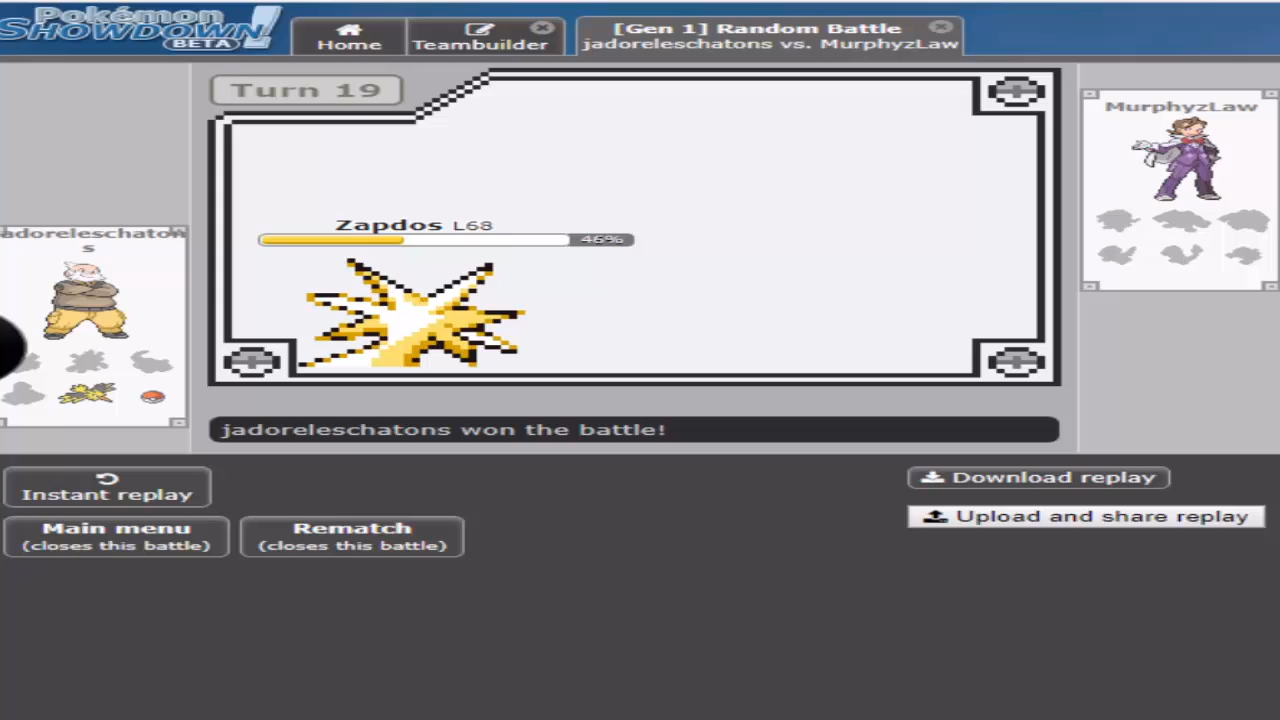 Pokémon
SHOWDOWN!
BETA
Home
Teambuilder
[Gen 1] Random Battle
jadoreleschatons vs. MurphyzLaw
Turn 19
MurphyzLaw
Zapdos L68
46%
adoreleschaton
s
jadoreleschatons won the battle!
Instant replay
Download replay
Upload and share replay
Main menu
(closes this battle)
Rematch
(closes this battle)